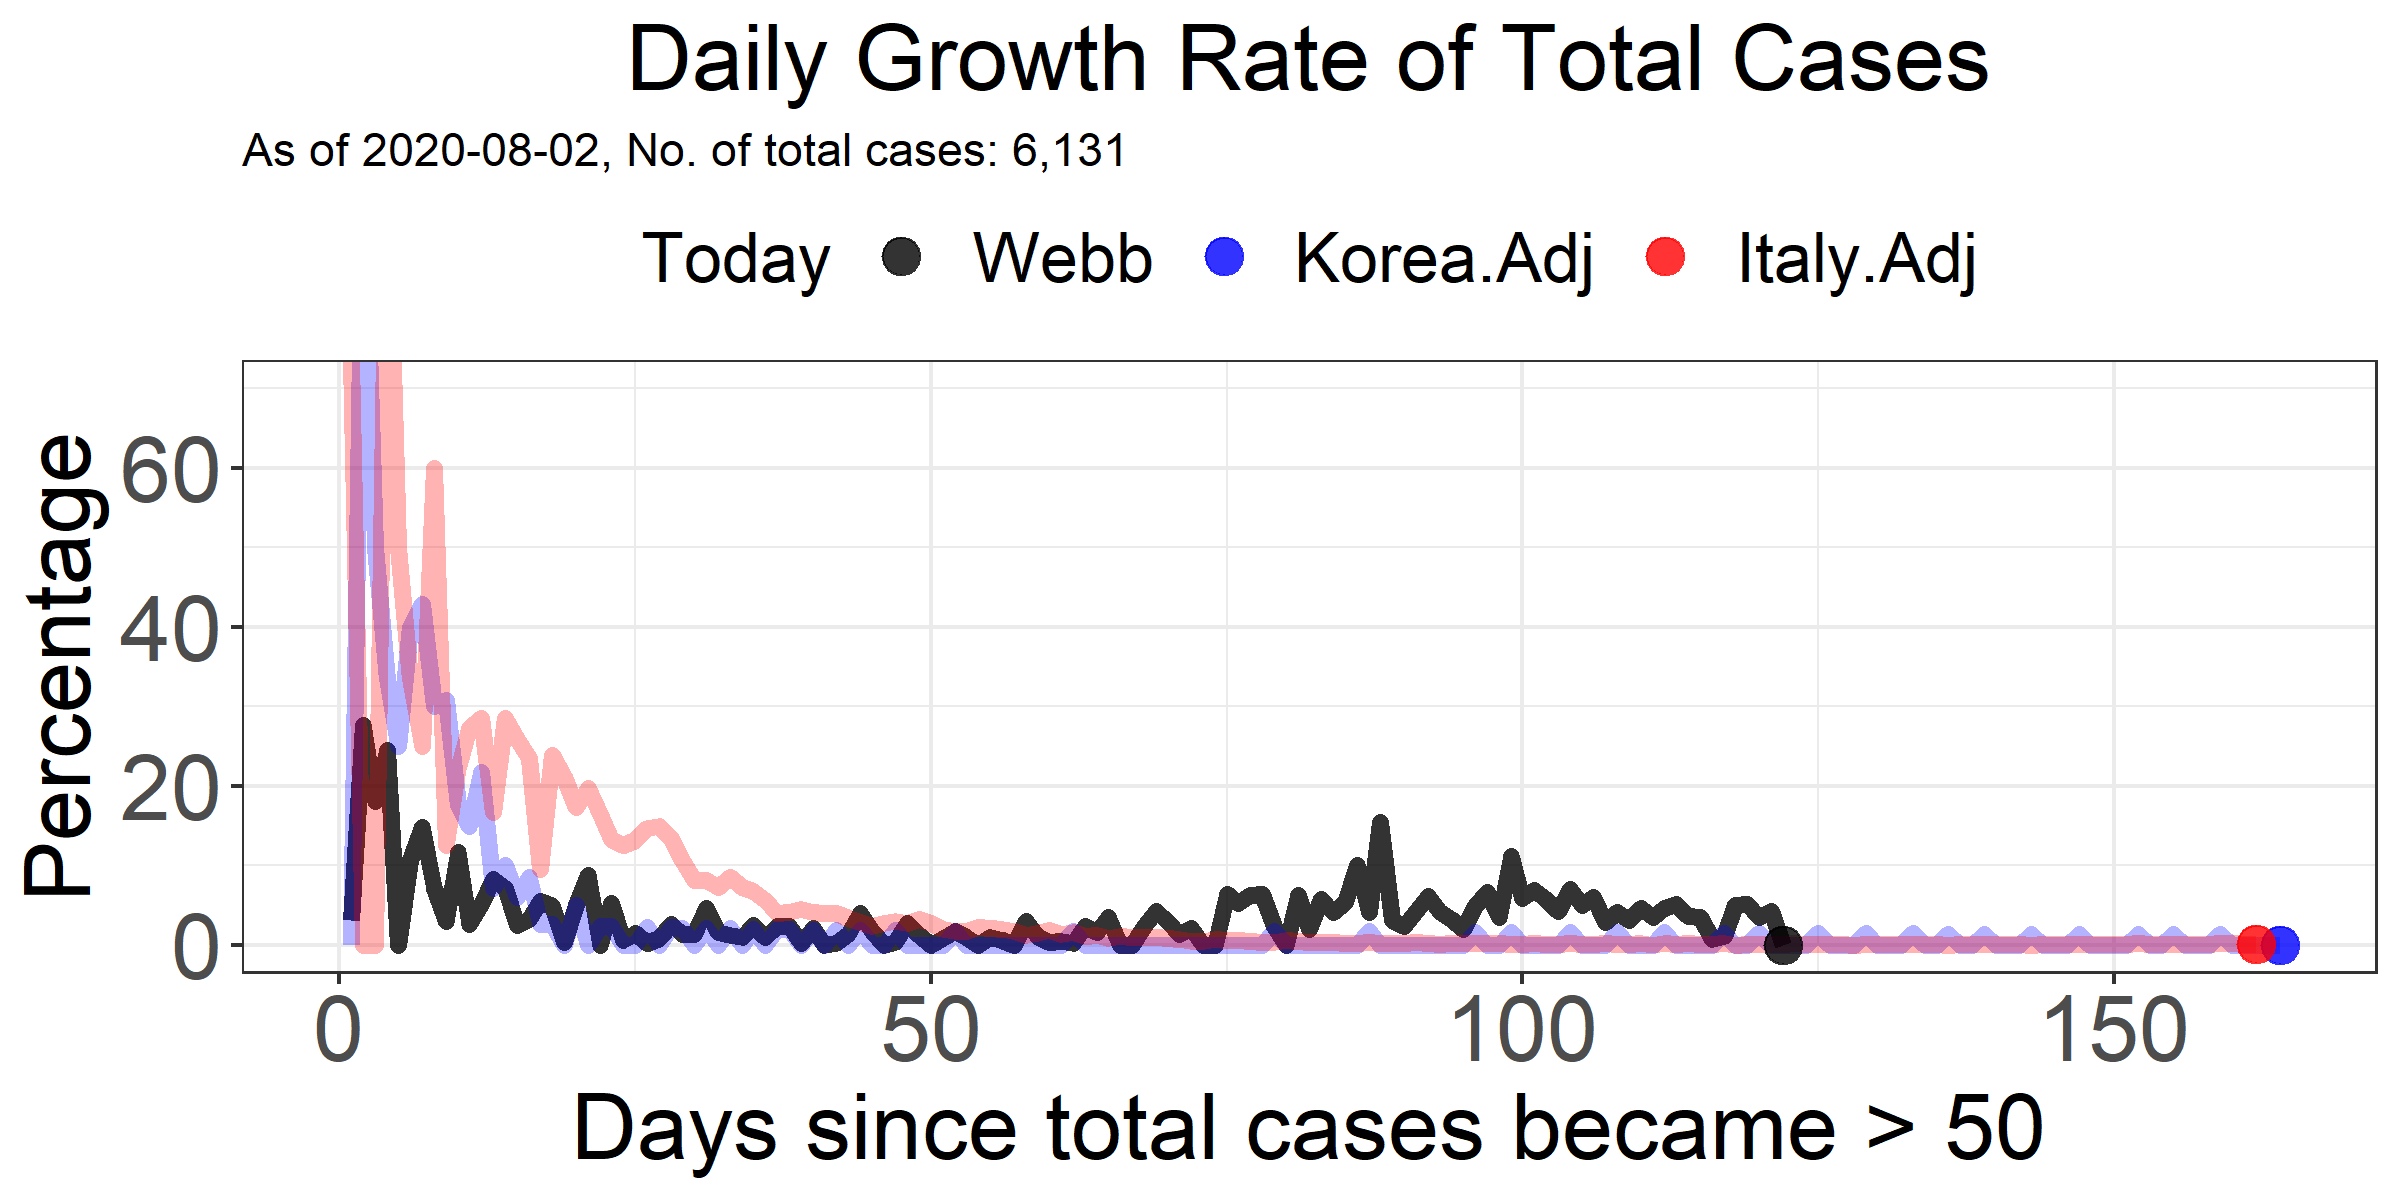 Daily Growth Rate of Total Cases
As of 2020-08-02, No. of total cases: 6,131
Today Webb Korea.Adj Italy.Adj
Percentage
60
40
20
0
0 50 100 150
Days since total cases became > 50